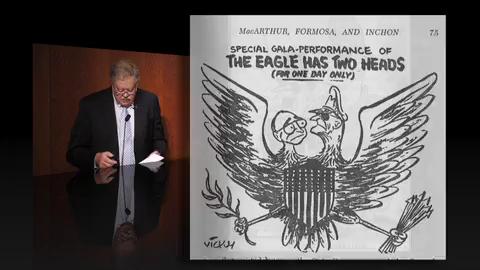 MacARTHUR, FORMOSA, AND INCHON 75
SPECIAL GALA-PERFORMANCE OF
THE EAGLE HAS TWO HEADS
(FOR ONE DAY ONLY)
VICKY